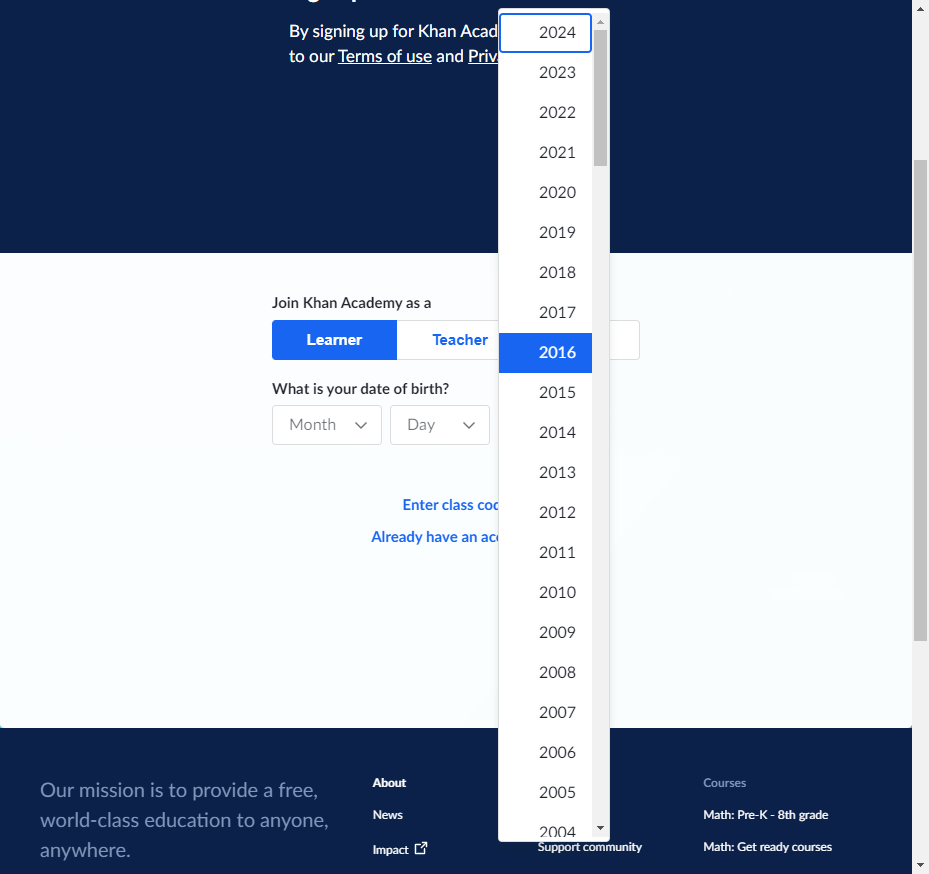 By signing up for Khan Acad
to our Terms of use and Priv
Join Khan Academy as a
Learner
Teacher
What is your date of birth?
Month
Day
Enter class cod
Already have an acc
2024
2023
2022
2021
2020
2019
2018
2017
2016
2015
2014
2013
2012
2011
2010
2009
2008
2007
2006
2005
2004
Our mission is to provide a free,
world-class education to anyone,
anywhere.
About
News
Impact
Support community
Courses
Math: Pre-K - 8th grade
Math: Get ready courses